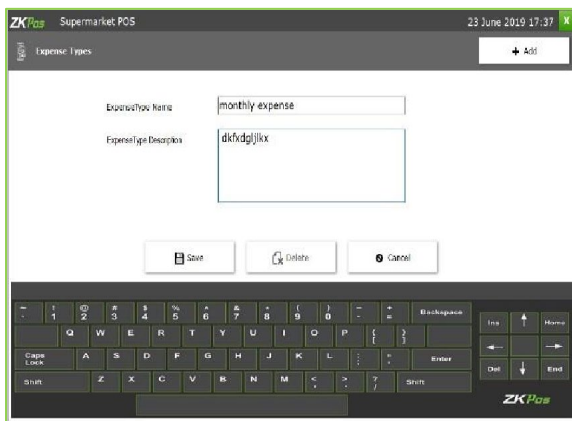 ZKPos Supermarket POS 23 June 2019 17:37 X
Expense Types + Add
ExpenseType Name monthly expense
ExpenseType Description dkfxdgljlkx
Save Delete Cancel
~ ! @ # $ % ^ & * ( ) _ + Backspace
` 1 2 3 4 5 6 7 8 9 0 - =
Q W E R T Y U I O P { }
[ ]
Caps Lock A S D F G H J K L : " Enter
; '
Shift Z X C V B N M < > ? Shift
, . /
Ins Home
Del End
ZKPos